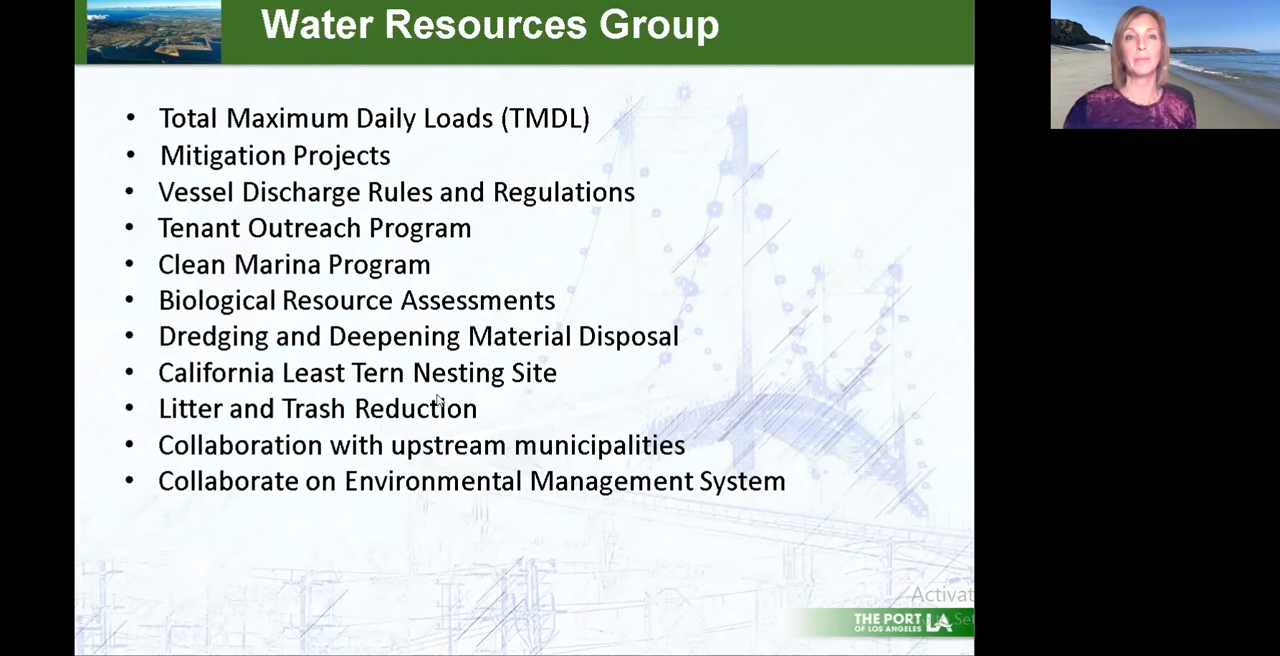 Water Resources Group
• Total Maximum Daily Loads (TMDL)
• Mitigation Projects
• Vessel Discharge Rules and Regulations
• Tenant Outreach Program
• Clean Marina Program
• Biological Resource Assessments
• Dredging and Deepening Material Disposal
• California Least Tern Nesting Site
• Litter and Trash Reduction
• Collaboration with upstream municipalities
• Collaborate on Environmental Management System
Activat
THE PORT LA
OF LOS ANGELES